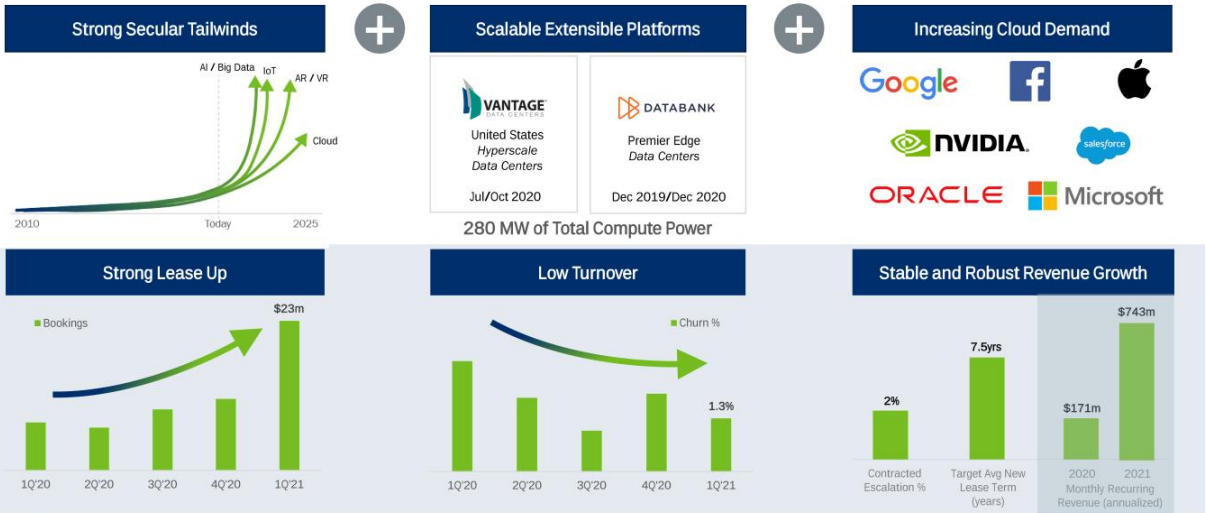 Strong Secular Tailwinds
AI / Big Data
IoT
AR / VR
Cloud
2010
Today
2025
+
Scalable Extensible Platforms
VANTAGE
DATA CENTERS
United States
Hyperscale
Data Centers
Jul/Oct 2020
DATABANK
Premier Edge
Data Centers
Dec 2019/Dec 2020
280 MW of Total Compute Power
+
Increasing Cloud Demand
Google
f
NVIDIA.
salesforce
ORACLE
Microsoft
Strong Lease Up
Bookings
$23m
1Q'20
2Q'20
3Q'20
4Q'20
1Q'21
Low Turnover
Churn %
1.3%
1Q'20
2Q'20
3Q'20
4Q'20
1Q'21
Stable and Robust Revenue Growth
2%
7.5yrs
$171m
$743m
Contracted
Escalation %
Target Avg New
Lease Term
(years)
2020
2021
Monthly Recurring
Revenue (annualized)